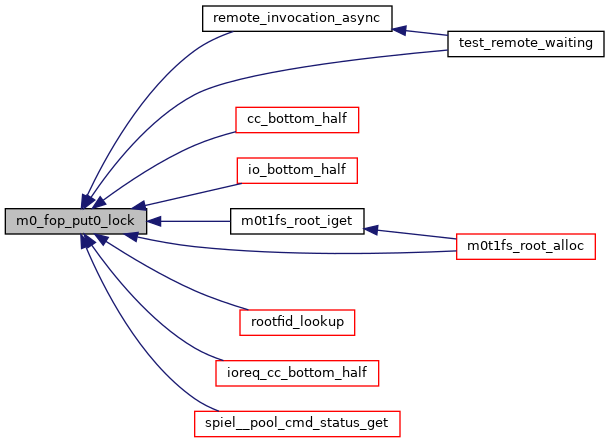 remote_invocation_async
test_remote_waiting
cc_bottom_half
io_bottom_half
m0_fop_put0_lock
m0t1fs_root_iget
m0t1fs_root_alloc
rootfid_lookup
ioreq_cc_bottom_half
spiel__pool_cmd_status_get